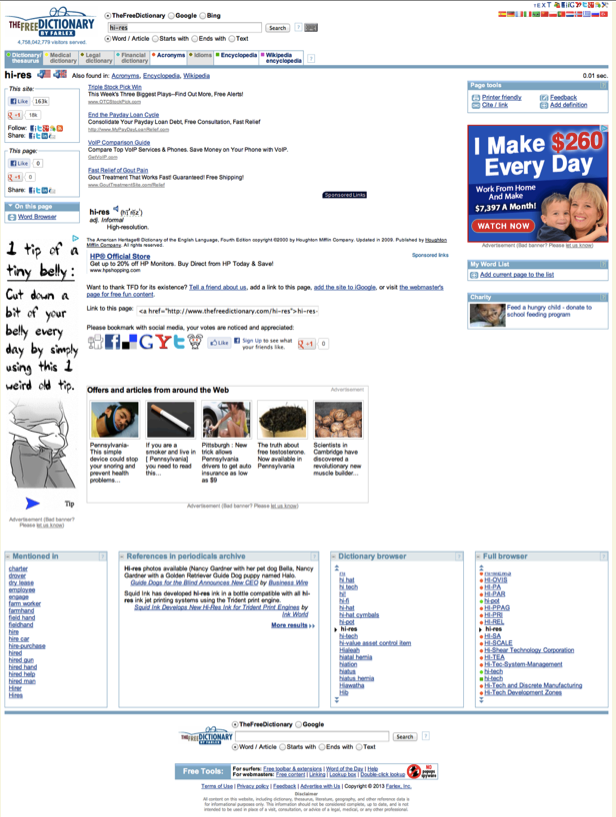 TEXT
THE FREE DICTIONARY
BY FARLEX
4,758,042,779 visitors served.
TheFreeDictionary Google Bing
hi-res
Search ?
Word / Article Starts with Ends with Text
Dictionary/ thesaurus
Medical dictionary
Legal dictionary
Financial dictionary
Acronyms
Idioms
Encyclopedia
Wikipedia encyclopedia
?
hi-res
Also found in: Acronyms, Encyclopedia, Wikipedia
0.01 sec.
This site:
Like 163k
+1 18k
Follow:
Share:
This page:
Like 0
+1 0
Share:
On this page
Word Browser
1 tip of a
tiny belly:
Cut down a
bit of your
belly every
day by simply
using this 1
weird old tip.
Tip
Advertisement (Bad banner?
Please let us know)
Triple Stock Pick Win
This Week's Three Biggest Plays–Find Out More, Free Alerts!
www.OTCStockPick.com
End the Payday Loan Cycle
Consolidate Your Payday Loan Debt, Free Consultation, Fast Relief
http://www.MyPayDayLoanRelief.com
VoIP Comparison Guide
Compare Top VoIP Services & Phones. Save Money on Your Phone with VoIP.
GetVoIP.com
Fast Relief of Gout Pain
Gout Treatment That Works Fast! Guaranteed! Free Shipping!
www.GoutTreatmentSite.com/Relief
Sponsored Links
hi-res
adj. Informal
High-resolution.
The American Heritage® Dictionary of the English Language, Fourth Edition copyright ©2000 by Houghton
Mifflin Company. Updated in 2009. Published by Houghton Mifflin Company. All rights reserved.
HP® Official Store
Sponsored links
Get up to 20% off HP Monitors. Buy Direct from HP Today & Save!
www.hpshopping.com
Want to thank TFD for its existence? Tell a friend about us, add a link to this page, add the site to iGoogle, or visit the webmaster's
page for free fun content.
Link to this page:
<a href="http://www.thefreedictionary.com/hi-res">hi-res
Please bookmark with social media, your votes are noticed and appreciated:
Like
Sign Up to see what
your friends like.
+1 0
Offers and articles from around the Web
Advertisement
Pennsylvania-
This simple
device could stop
your snoring and
prevent health
problems...
If you are a
smoker and live in
[ Pennsylvania]
you need to read
this...
Pittsburgh : New
trick allows
Pennsylvania
drivers to get auto
insurance as low
as $9
The truth about
free testosterone.
Now available in
Pennsylvania
Scientists in
Cambridge have
discovered a
revolutionary new
muscle builder...
Advertisement (Bad banner? Please let us know)
Page tools
Printer friendly
Feedback
Cite / link
Add definition
I Make $260
Every Day
Work From Home
And Make
$7,397 A Month!
WATCH NOW
Advertisement (Bad banner? Please let us know)
My Word List
Add current page to the list
Charity
Feed a hungry child - donate to
school feeding program
Mentioned in
charter
drover
dry lease
employee
engage
farm worker
farmhand
field hand
fieldhand
hire
hire car
hire-purchase
hired
hired gun
hired hand
hired help
hired man
Hirer
Hires
References in periodicals archive
Hi-res photos available (Nancy Gardner with her pet dog Bella, Nancy
Gardner with a Golden Retriever Guide Dog puppy named Halo.
Guide Dogs for the Blind Announces New CEO by Business Wire
Squid Ink has developed hi-res ink in a bottle compatible with all hi-
res ink jet printing systems using the Trident print engine.
Squid Ink Develops New Hi-Res Ink for Trident Print Engines by
Ink World
More results
Dictionary browser
hi hat
hi tech
hi!
hi-fi
hi-hat
hi-hat cymbals
hi-pot
hi-res
hi-tech
hi-value asset control item
Hialeah
hiatal hernia
hiation
hiatus
hiatus hernia
Hiawatha
Hib
Full browser
HI-OVIS
HI-PA
HI-PAR
hi-pot
HI-PPAG
HI-PRI
HI-REL
hi-res
HI-SA
HI-SCALE
Hi-Shear Technology Corporation
HI-TEA
Hi-Tec-System-Management
hi-tech
hi-tech
Hi-Tech and Discrete Manufacturing
Hi-Tech Development Zones
TheFreeDictionary Google
Search ?
Word / Article Starts with Ends with Text
Free Tools:
For surfers: Free toolbar & extensions | Word of the Day | Help
For webmasters: Free content | Linking | Lookup box | Double-click lookup
Terms of Use | Privacy policy | Feedback | Advertise with Us | Copyright © 2013 Farlex, Inc.
Disclaimer
All content on this website, including dictionary, thesaurus, literature, geography, and other reference data is
for informational purposes only. This information should not be considered complete, up to date, and is not
intended to be used in place of a visit, consultation, or advice of a legal, medical, or any other professional.